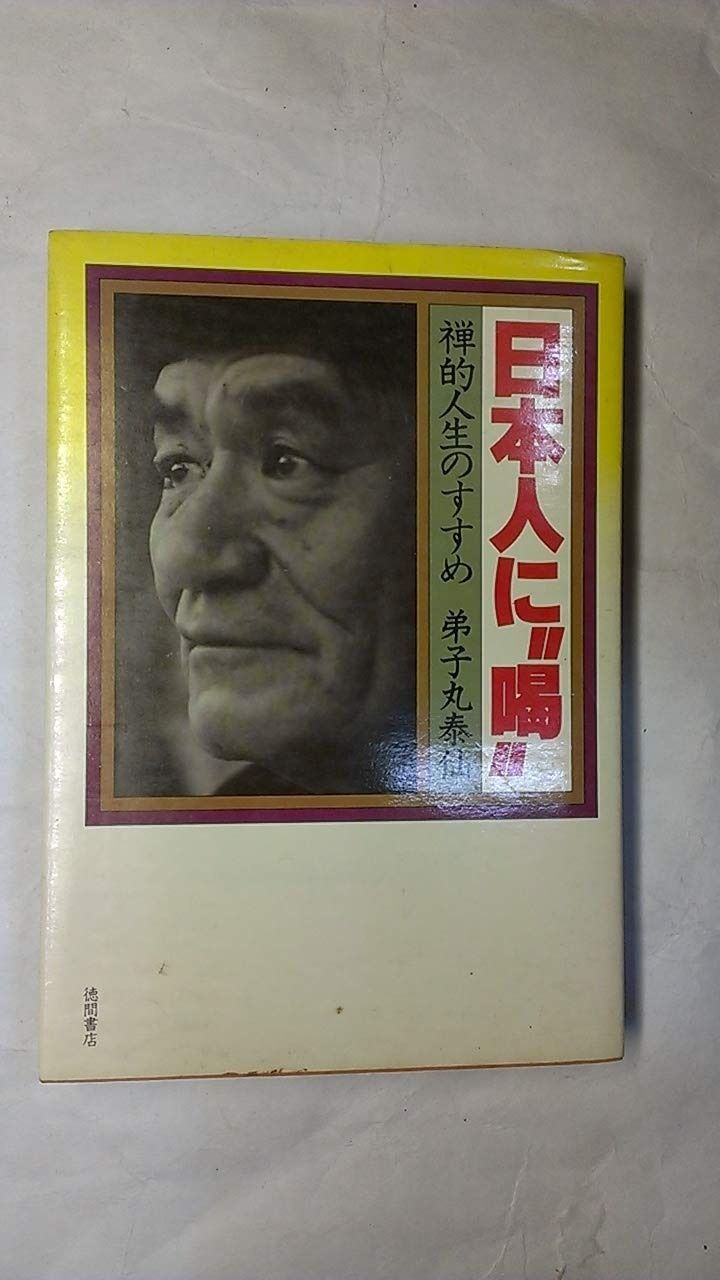 日本人に"喝"
禅的人生のすすめ 弟子丸泰仙
徳間書店